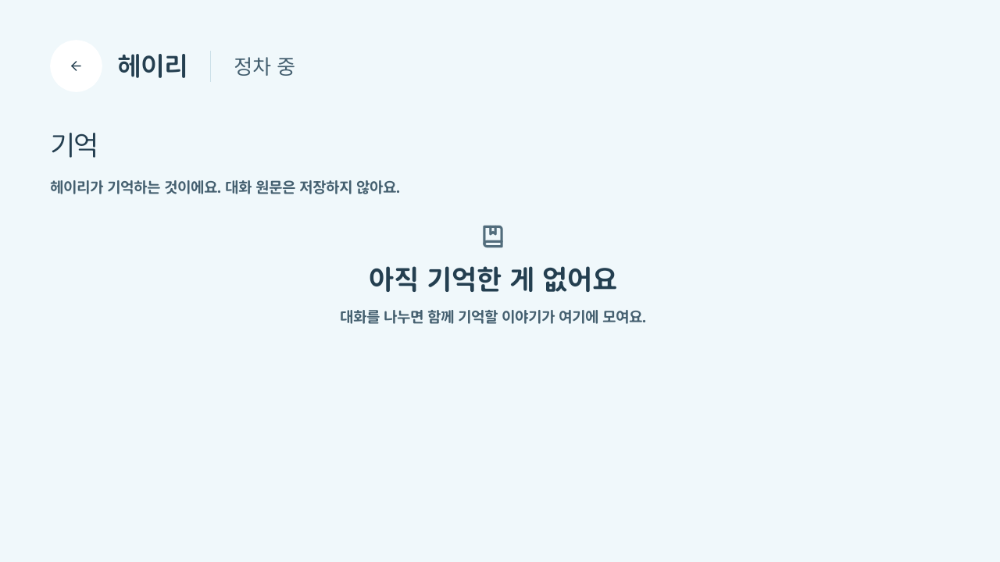 헤이리
정차 중
기억
헤이리가 기억하는 것이에요. 대화 원문은 저장하지 않아요.
아직 기억한 게 없어요
대화를 나누면 함께 기억할 이야기가 여기에 모여요.